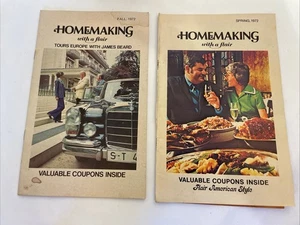 FALL 1972
HOMEMAKING
with a flair
TOURS EUROPE WITH JAMES BEARD
S-T 4
VALUABLE COUPONS INSIDE
SPRING 1973
HOMEMAKING
with a flair
VALUABLE COUPONS INSIDE
Flair American Style